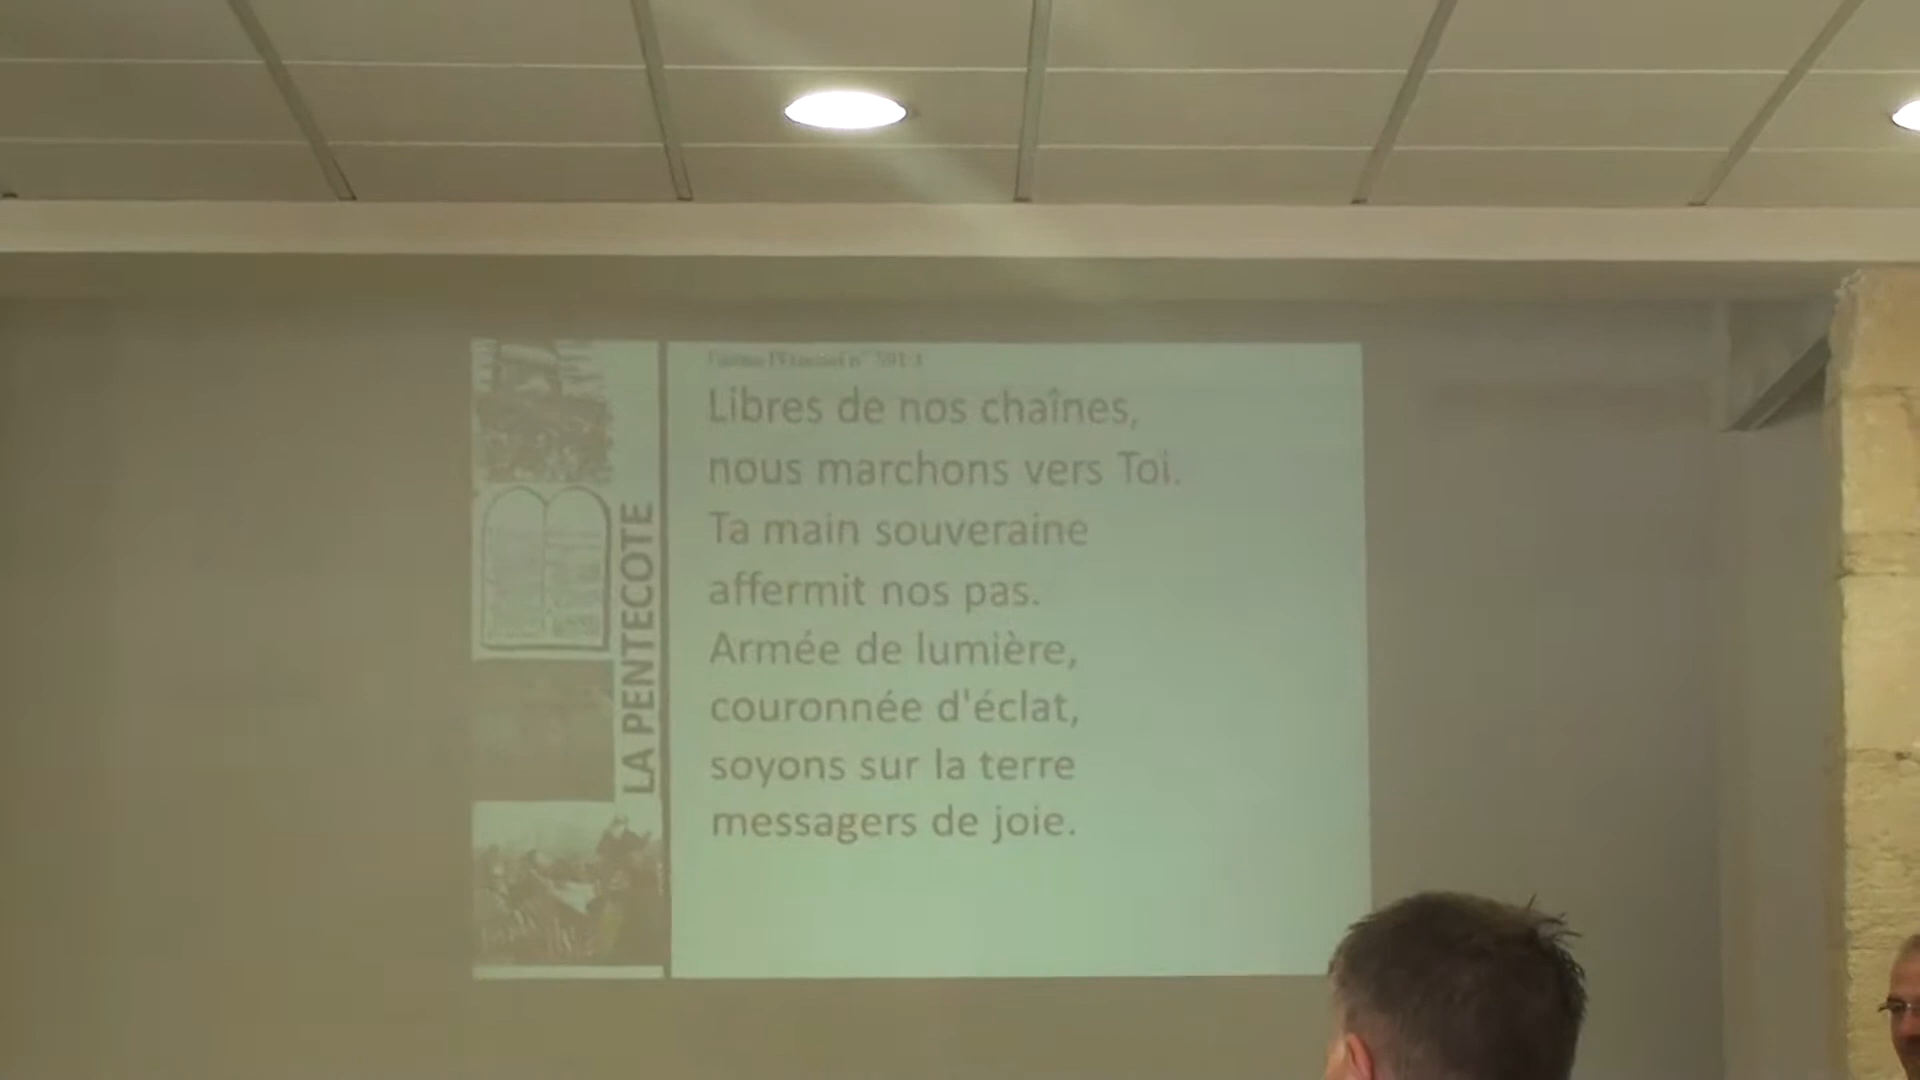 Libres de nos chaînes,
nous marchons vers Toi.
Ta main souveraine
affermit nos pas.
Armée de lumière,
couronnée d'éclat,
soyons sur la terre
messagers de joie.
LA PENTECOTE